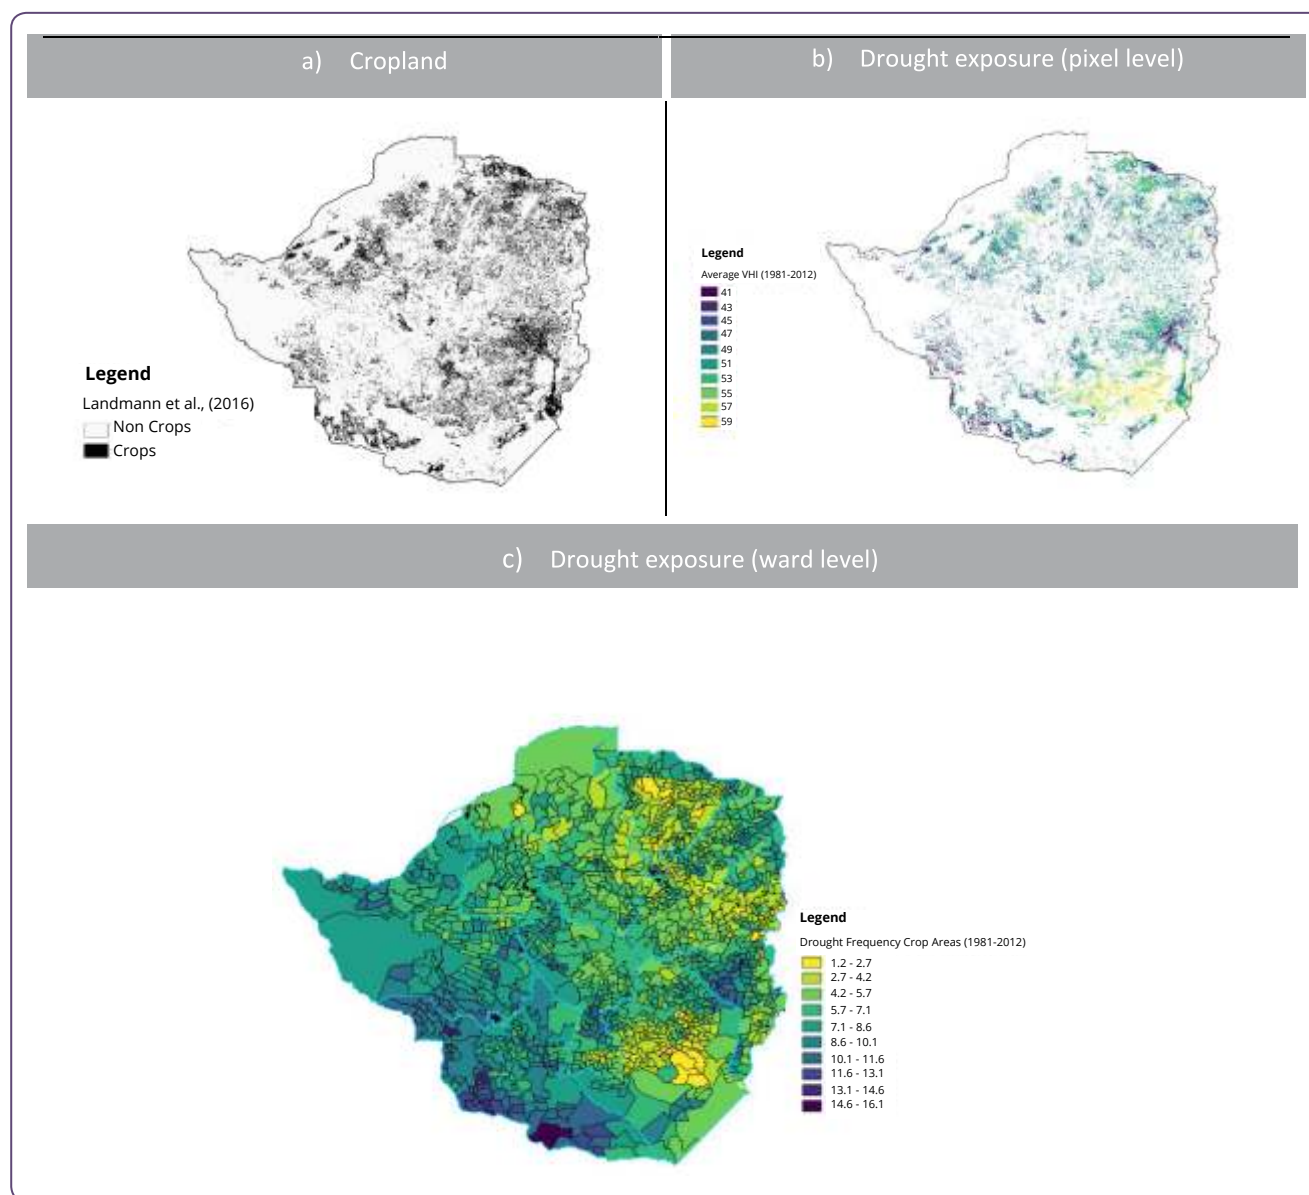 a) Cropland
b) Drought exposure (pixel level)
Legend
Landmann et al., (2016)
Non Crops
Crops
Legend
Average VHI (1981-2012)
41
43
45
47
49
51
53
55
57
59
c) Drought exposure (ward level)
Legend
Drought Frequency Crop Areas (1981-2012)
1.2 - 2.7
2.7 - 4.2
4.2 - 5.7
5.7 - 7.1
7.1 - 8.6
8.6 - 10.1
10.1 - 11.6
11.6 - 13.1
13.1 - 14.6
14.6 - 16.1